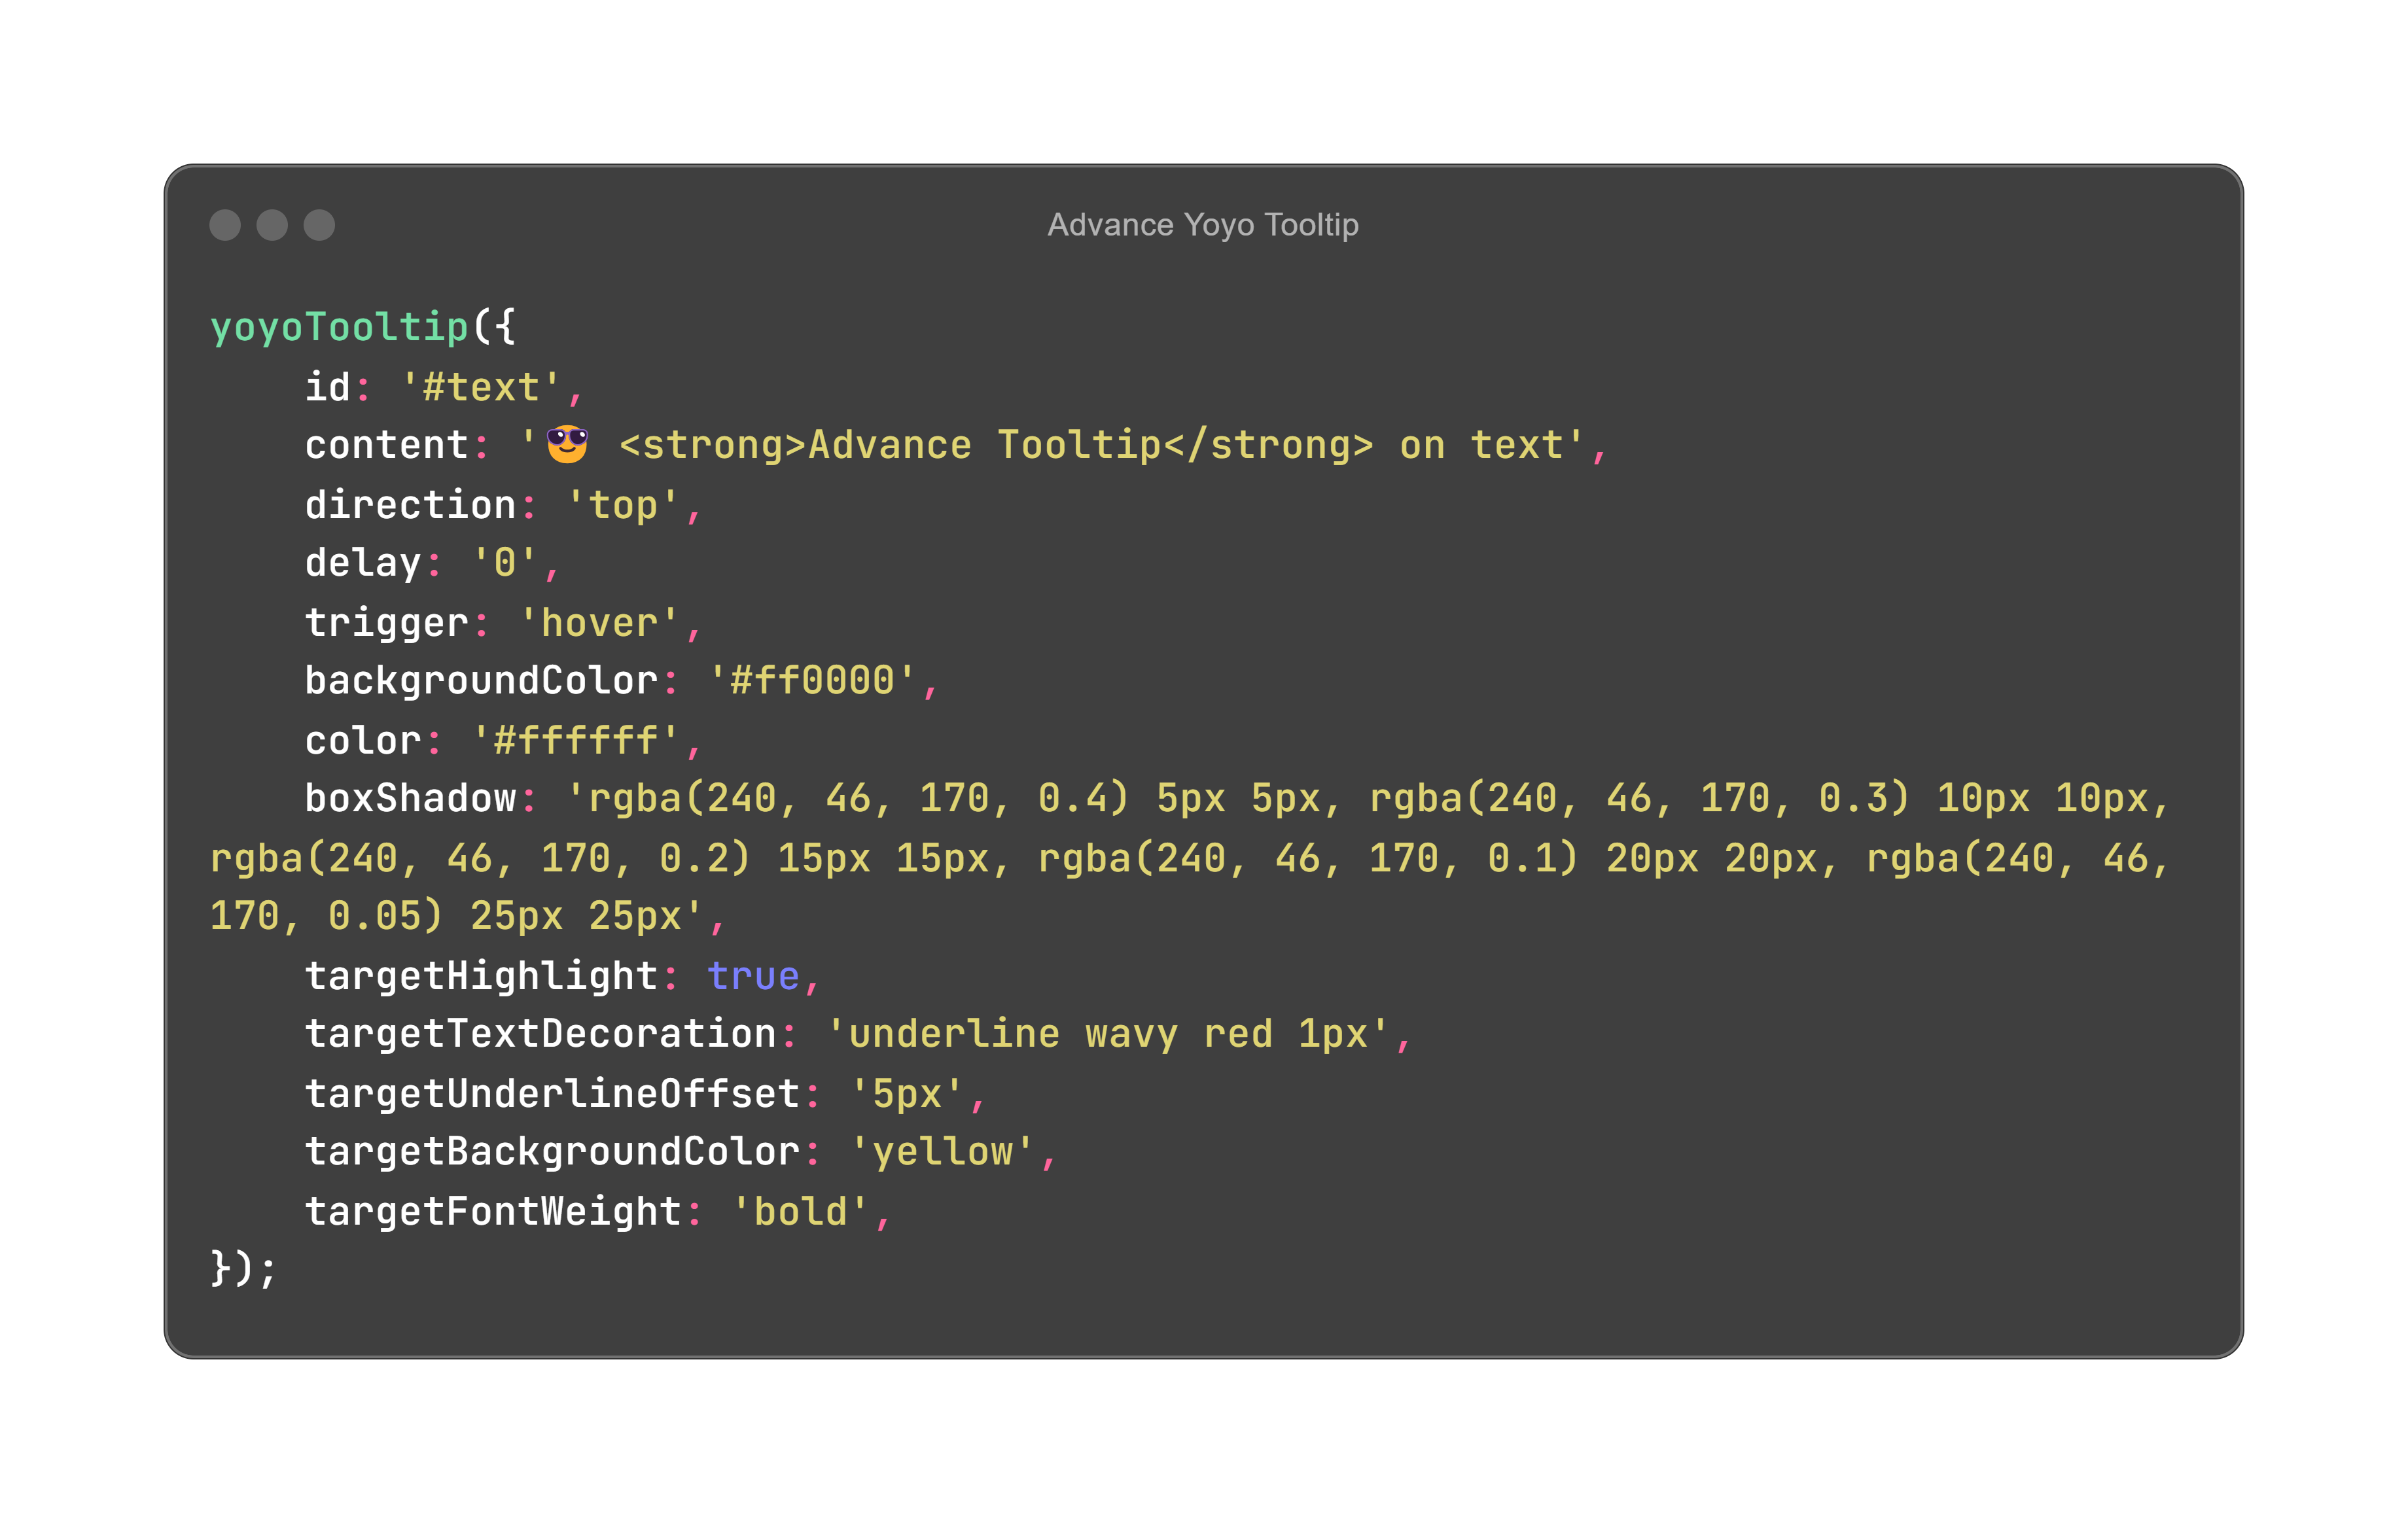 Advance Yoyo Tooltip
yoyoTooltip({
    id: '#text',
    content: '😎 <strong>Advance Tooltip</strong> on text',
    direction: 'top',
    delay: '0',
    trigger: 'hover',
    backgroundColor: '#ff0000',
    color: '#ffffff',
    boxShadow: 'rgba(240, 46, 170, 0.4) 5px 5px, rgba(240, 46, 170, 0.3) 10px 10px,
rgba(240, 46, 170, 0.2) 15px 15px, rgba(240, 46, 170, 0.1) 20px 20px, rgba(240, 46,
170, 0.05) 25px 25px',
    targetHighlight: true,
    targetTextDecoration: 'underline wavy red 1px',
    targetUnderlineOffset: '5px',
    targetBackgroundColor: 'yellow',
    targetFontWeight: 'bold',
});